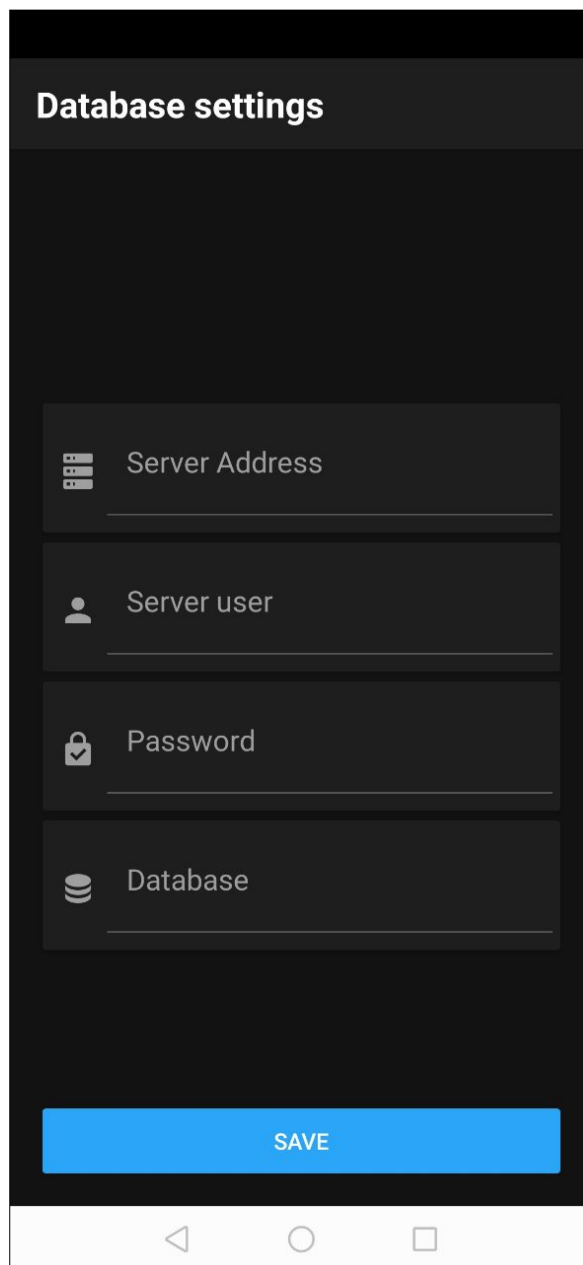 Database settings
Server Address
Server user
Password
Database
SAVE